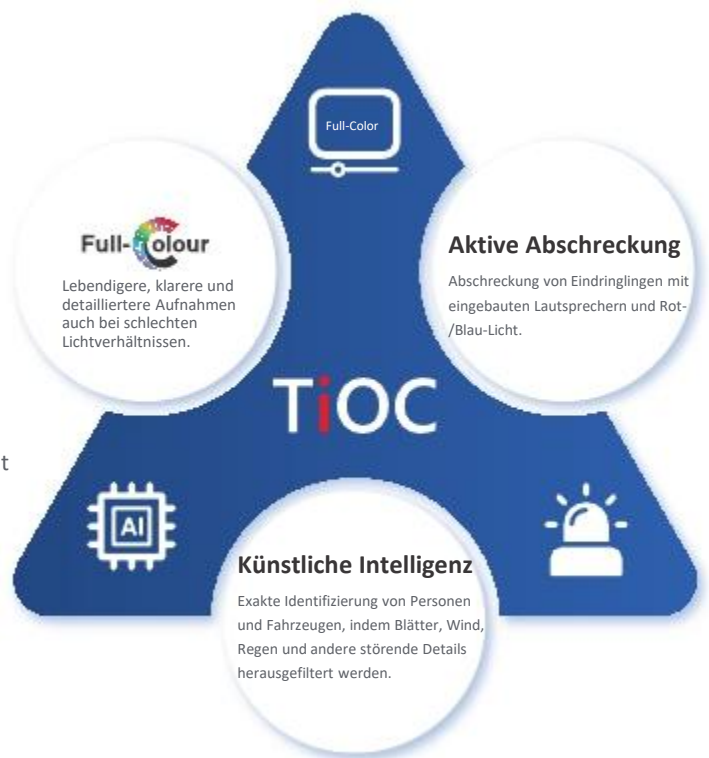 Full-Color
Full-Colour
Lebendigere, klarere und
detailliertere Aufnahmen
auch bei schlechten
Lichtverhältnissen.
Aktive Abschreckung
Abschreckung von Eindringlingen mit
eingebauten Lautsprechern und Rot-
/Blau-Licht.
TiOC
t
AI
Künstliche Intelligenz
Exakte Identifizierung von Personen
und Fahrzeugen, indem Blätter, Wind,
Regen und andere störende Details
herausgefiltert werden.